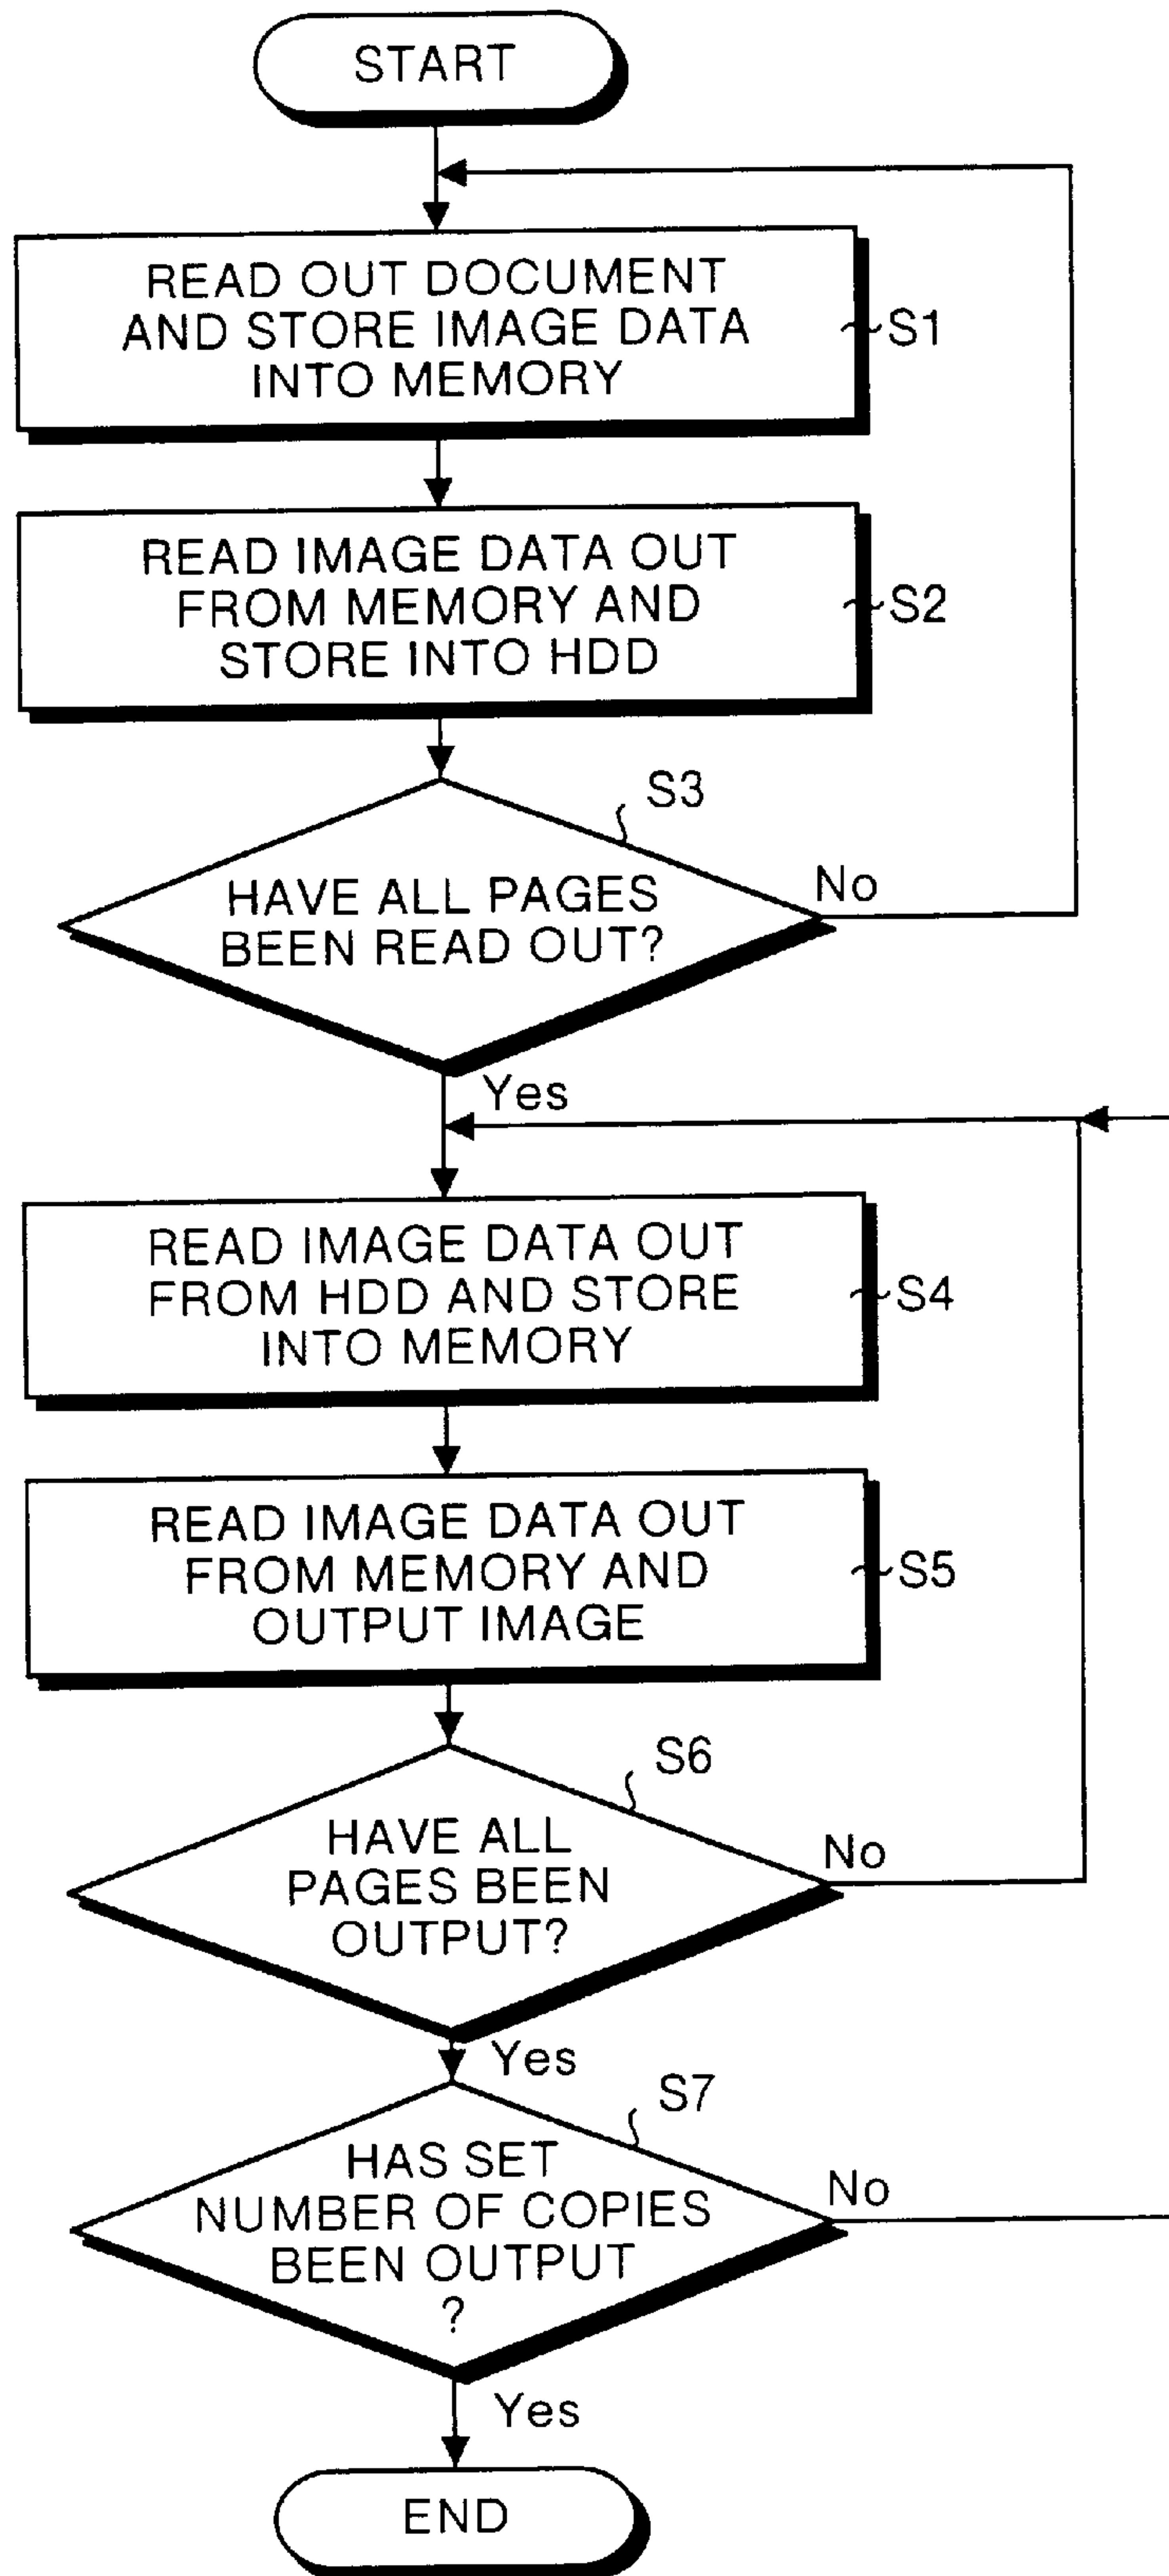 START
READ OUT DOCUMENT
AND STORE IMAGE DATA
INTO MEMORY
S1
READ IMAGE DATA OUT
FROM MEMORY AND
STORE INTO HDD
S2
S3
HAVE ALL PAGES
BEEN READ OUT?
No
Yes
READ IMAGE DATA OUT
FROM HDD AND STORE
INTO MEMORY
S4
READ IMAGE DATA OUT
FROM MEMORY AND
OUTPUT IMAGE
S5
S6
HAVE ALL
PAGES BEEN
OUTPUT?
No
Yes
S7
HAS SET
NUMBER OF COPIES
BEEN OUTPUT
?
No
Yes
END